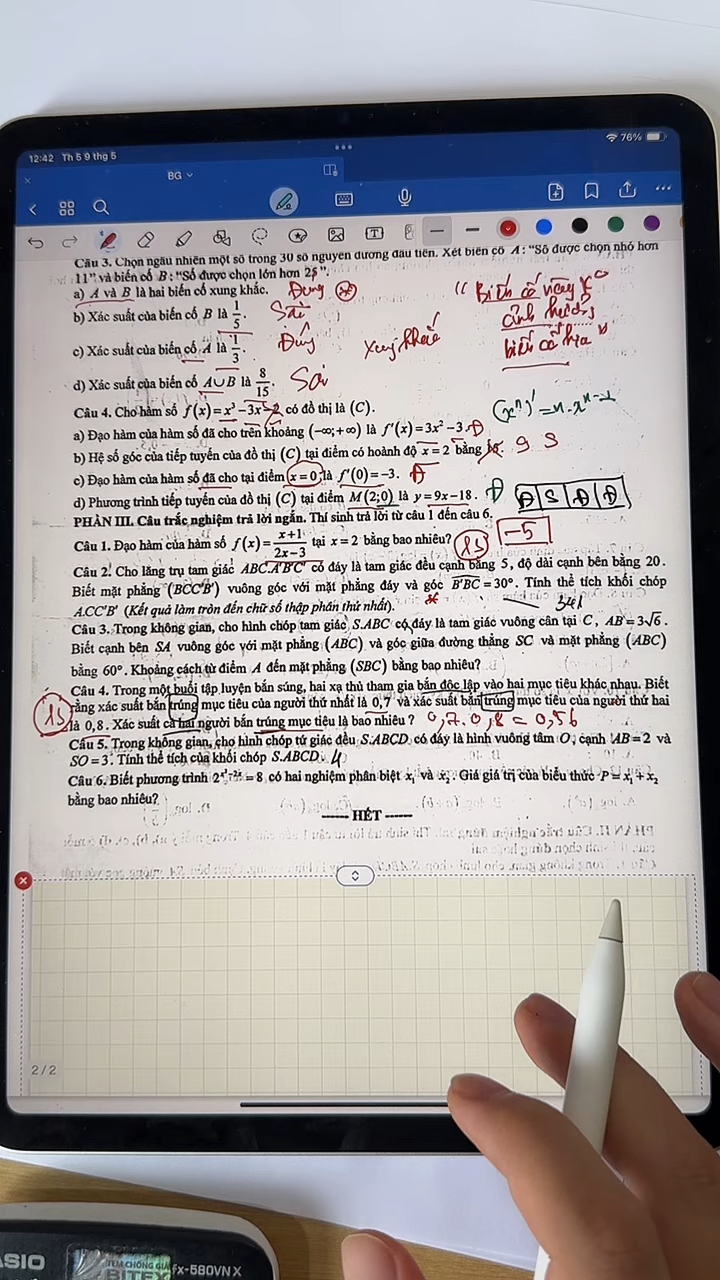 12:42 Th 5 9 thg 5
76%
BG
Câu 3. Chọn ngẫu nhiên một số trong 30 số nguyên dương đầu tiên. Xét biến cố A: "Số được chọn nhỏ hơn
11" và biến cố B: "Số được chọn lớn hơn 25".
a) A và B là hai biến cố xung khắc. Đúng
b) Xác suất của biến cố B là 1/5. Sai
c) Xác suất của biến cố A là 1/3. Đúng xung khắc
d) Xác suất của biến cố A∪B là 8/15. Sai
"Biến cố này
ảnh hưởng
biến cố kia"
Câu 4. Cho hàm số f(x)=x³−3x−2 có đồ thị là (C).
a) Đạo hàm của hàm số đã cho trên khoảng (−∞;+∞) là f'(x)=3x²−3. Đ
b) Hệ số góc của tiếp tuyến của đồ thị (C) tại điểm có hoành độ x=2 bằng 9 S
c) Đạo hàm của hàm số đã cho tại điểm x=0 là f'(0)=−3. Đ
d) Phương trình tiếp tuyến của đồ thị (C) tại điểm M(2;0) là y=9x−18. Đ
Đ S Đ Đ
PHẦN III. Câu trắc nghiệm trả lời ngắn. Thí sinh trả lời từ câu 1 đến câu 6.
Câu 1. Đạo hàm của hàm số f(x)=(x+1)/(2x−3) tại x=2 bằng bao nhiêu? −5
Câu 2. Cho lăng trụ tam giác ABC.A'B'C' có đáy là tam giác đều cạnh bằng 5, độ dài cạnh bên bằng 20.
Biết mặt phẳng (BCC'B') vuông góc với mặt phẳng đáy và góc B'BC=30°. Tính thể tích khối chóp
A.CC'B' (Kết quả làm tròn đến chữ số thập phân thứ nhất).
Câu 3. Trong không gian, cho hình chóp tam giác S.ABC có đáy là tam giác vuông cân tại C, AB=3√6.
Biết cạnh bên SA vuông góc với mặt phẳng (ABC) và góc giữa đường thẳng SC và mặt phẳng (ABC)
bằng 60°. Khoảng cách từ điểm A đến mặt phẳng (SBC) bằng bao nhiêu?
Câu 4. Trong một buổi tập luyện bắn súng, hai xạ thủ tham gia bắn độc lập vào hai mục tiêu khác nhau. Biết
rằng xác suất bắn trúng mục tiêu của người thứ nhất là 0,7 và xác suất bắn trúng mục tiêu của người thứ hai
là 0,8. Xác suất cả hai người bắn trúng mục tiêu là bao nhiêu? 0,7.0,8 = 0,56
Câu 5. Trong không gian, cho hình chóp tứ giác đều S.ABCD có đáy là hình vuông tâm O, cạnh AB=2 và
SO=3. Tính thể tích của khối chóp S.ABCD. 4
Câu 6. Biết phương trình =8 có hai nghiệm phân biệt x₁ và x₂. Giá giá trị của biểu thức P=x₁+x₂
bằng bao nhiêu?
------ HẾT ------
2/2
fx-580VN X
TEM CHỐNG GIẢ
BITEX